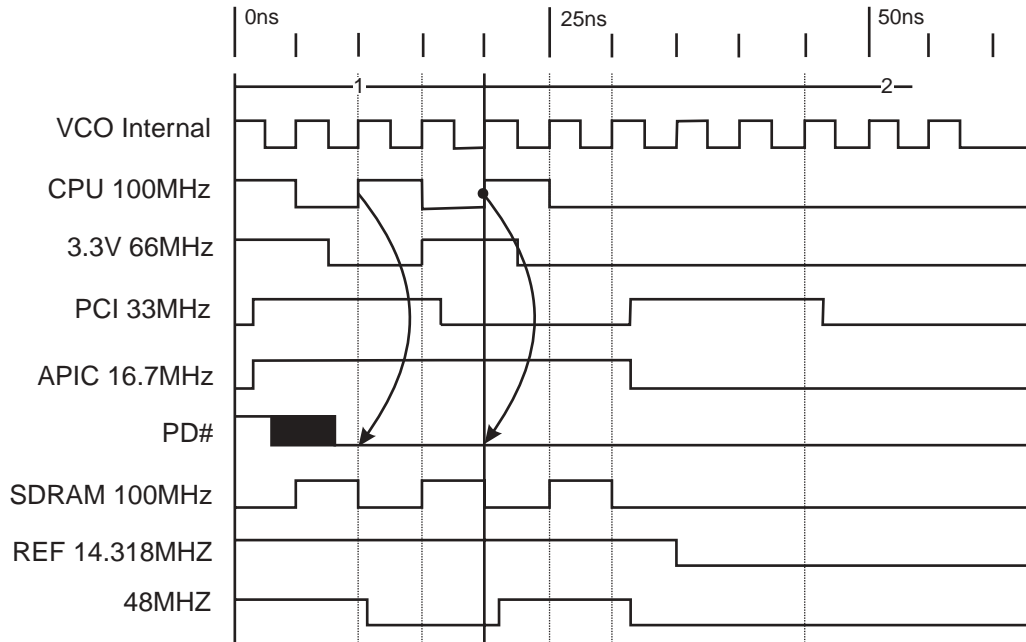 0ns 25ns 50ns
1 2
VCO Internal
CPU 100MHz
3.3V 66MHz
PCI 33MHz
APIC 16.7MHz
PD#
SDRAM 100MHz
REF 14.318MHZ
48MHZ